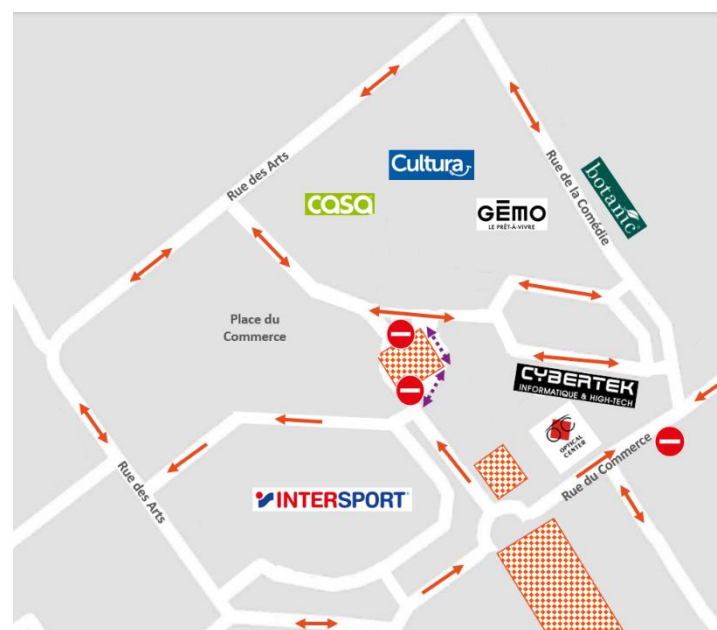 Rue des Arts
Cultura
casa
GĒMO
LE PRÊT-À-VIVRE
Rue de la Comédie
botanic
Place du
Commerce
CYBERTEK
INFORMATIQUE & HIGH-TECH
OPTICAL
CENTER
Rue du Commerce
INTERSPORT
Rue des Arts